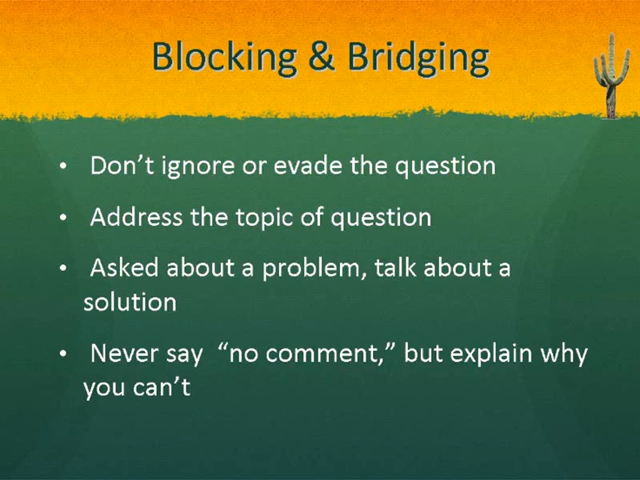 Blocking & Bridging
• Don’t ignore or evade the question
• Address the topic of question
• Asked about a problem, talk about a
solution
• Never say “no comment,” but explain why
you can’t